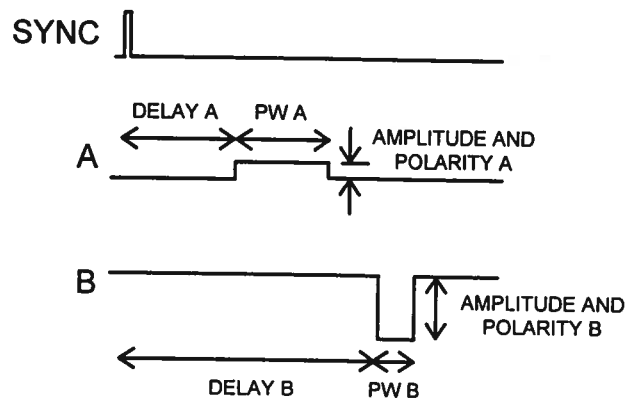 SYNC
DELAY A
PW A
A
AMPLITUDE AND
POLARITY A
B
AMPLITUDE AND
POLARITY B
DELAY B
PW B